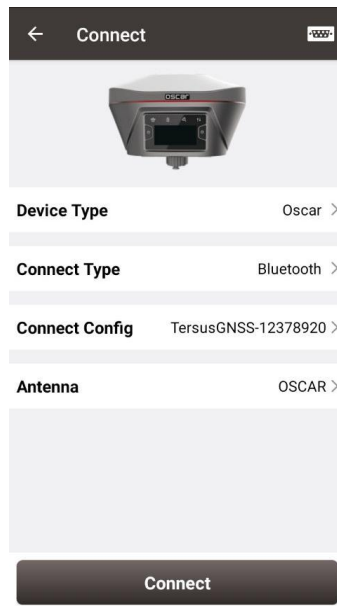 Connect
oscar
Device Type Oscar
Connect Type Bluetooth
Connect Config TersusGNSS-12378920
Antenna OSCAR
Connect